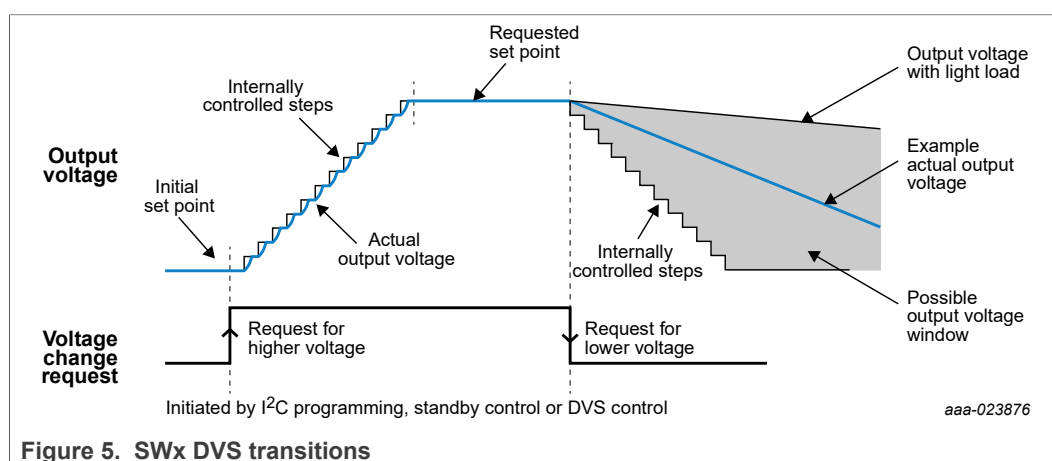 Requested
set point
Output voltage
with light load
Internally
controlled steps
Output
voltage
Example
actual output
voltage
Initial
set point
Actual
output voltage
Internally
controlled steps
Possible
output voltage
window
Voltage
change
request
Request for
higher voltage
Request for
lower voltage
Initiated by I²C programming, standby control or DVS control
aaa-023876
Figure 5. SWx DVS transitions